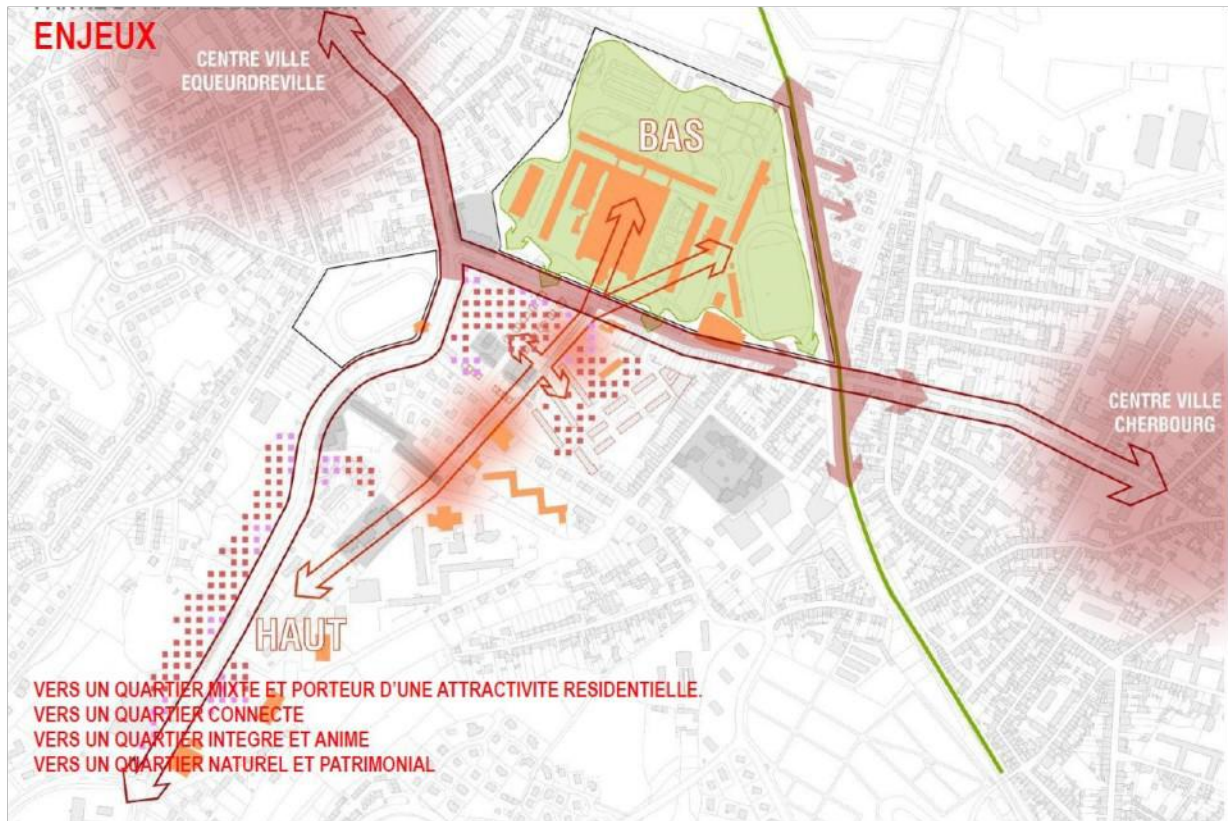 ENJEUX
CENTRE VILLE
EQUEURDREVILLE
BAS
CENTRE VILLE
CHERBOURG
HAUT
VERS UN QUARTIER MIXTE ET PORTEUR D'UNE ATTRACTIVITE RESIDENTIELLE.
VERS UN QUARTIER CONNECTE
VERS UN QUARTIER INTEGRE ET ANIME
VERS UN QUARTIER NATUREL ET PATRIMONIAL